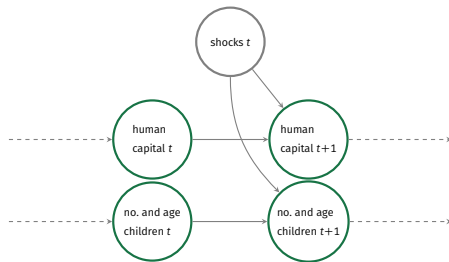 shocks t
human
capital t
human
capital t+1
no. and age
children t
no. and age
children t+1